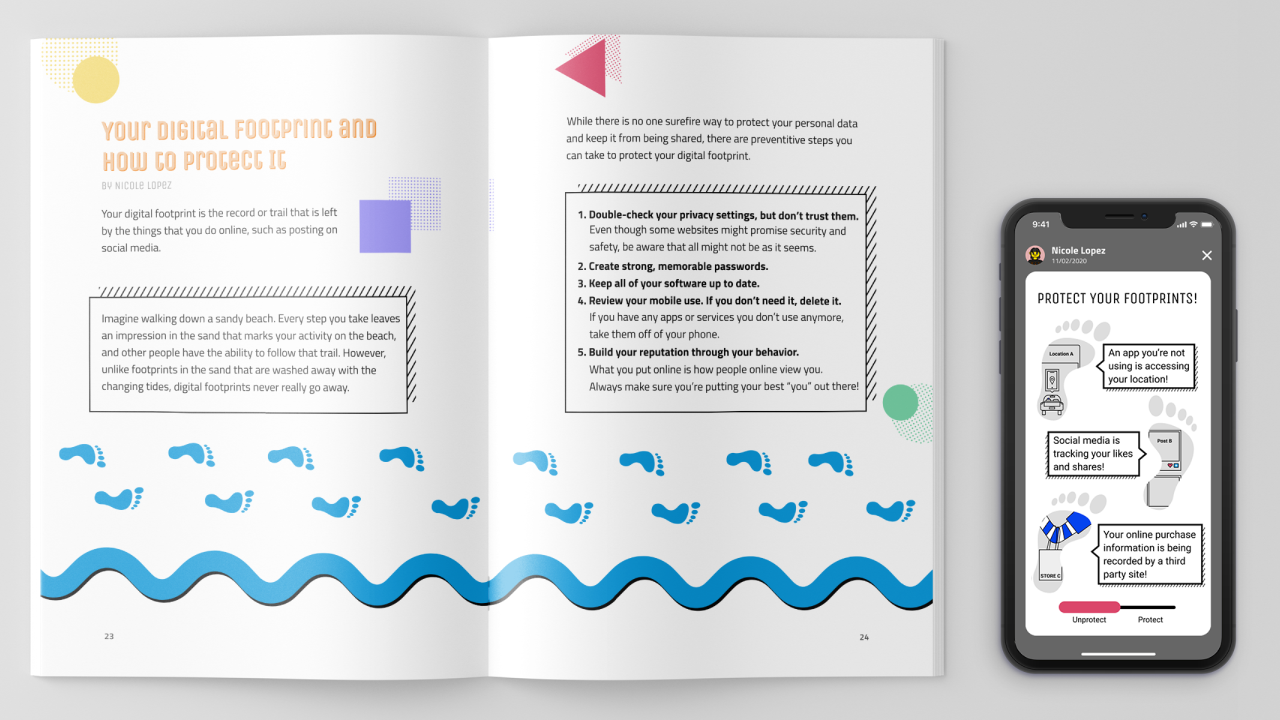 Your Digital Footprint and
How to Protect It
By Nicole Lopez
Your digital footprint is the record or trail that is left
by the things that you do online, such as posting on
social media.
Imagine walking down a sandy beach. Every step you take leaves
an impression in the sand that marks your activity on the beach,
and other people have the ability to follow that trail. However,
unlike footprints in the sand that are washed away with the
changing tides, digital footprints never really go away.
23
While there is no one surefire way to protect your personal data
and keep it from being shared, there are preventitive steps you
can take to protect your digital footprint.
1. Double-check your privacy settings, but don't trust them.
Even though some websites might promise security and
safety, be aware that all might not be as it seems.
2. Create strong, memorable passwords.
3. Keep all of your software up to date.
4. Review your mobile use. If you don't need it, delete it.
If you have any apps or services you don't use anymore,
take them off of your phone.
5. Build your reputation through your behavior.
What you put online is how people online view you.
Always make sure you're putting your best "you" out there!
24
9:41
Nicole Lopez
11/02/2020
PROTECT YOUR FOOTPRINTS!
Location A
An app you're not
using is accessing
your location!
Social media is
tracking your likes
and shares!
Post B
Your online purchase
information is being
recorded by a third
party site!
STORE C
Unprotect Protect